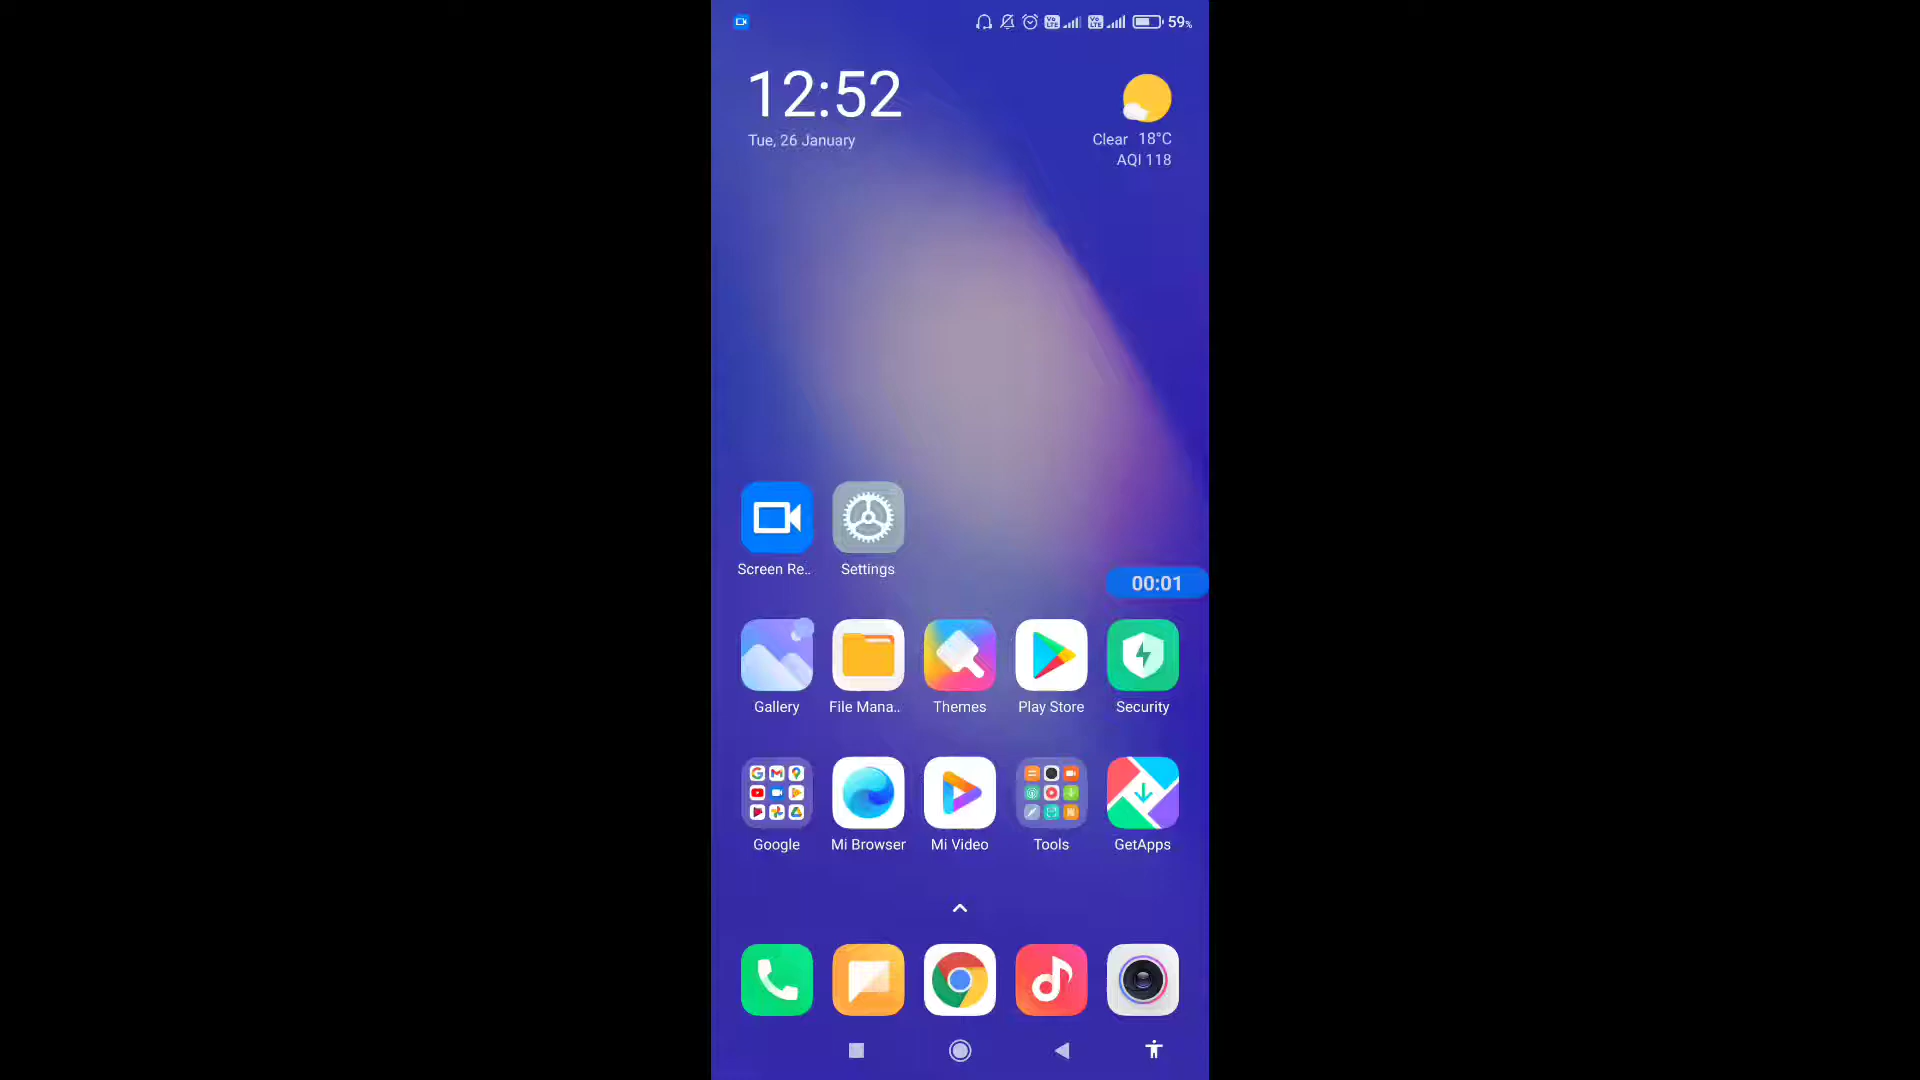 59%
12:52
Tue, 26 January
Clear 18°C
AQI 118
Screen Re..
Settings
00:01
Gallery
File Mana..
Themes
Play Store
Security
Google
Mi Browser
Mi Video
Tools
GetApps